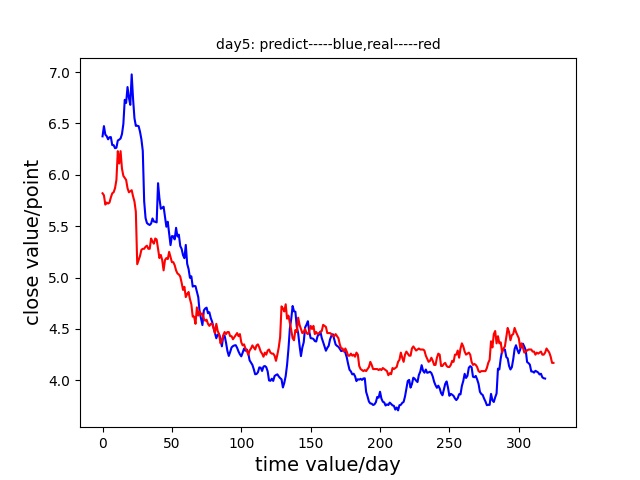 day5: predict-----blue,real-----red
7.0
6.5
6.0
5.5
5.0
4.5
4.0
close value/point
0 50 100 150 200 250 300
time value/day